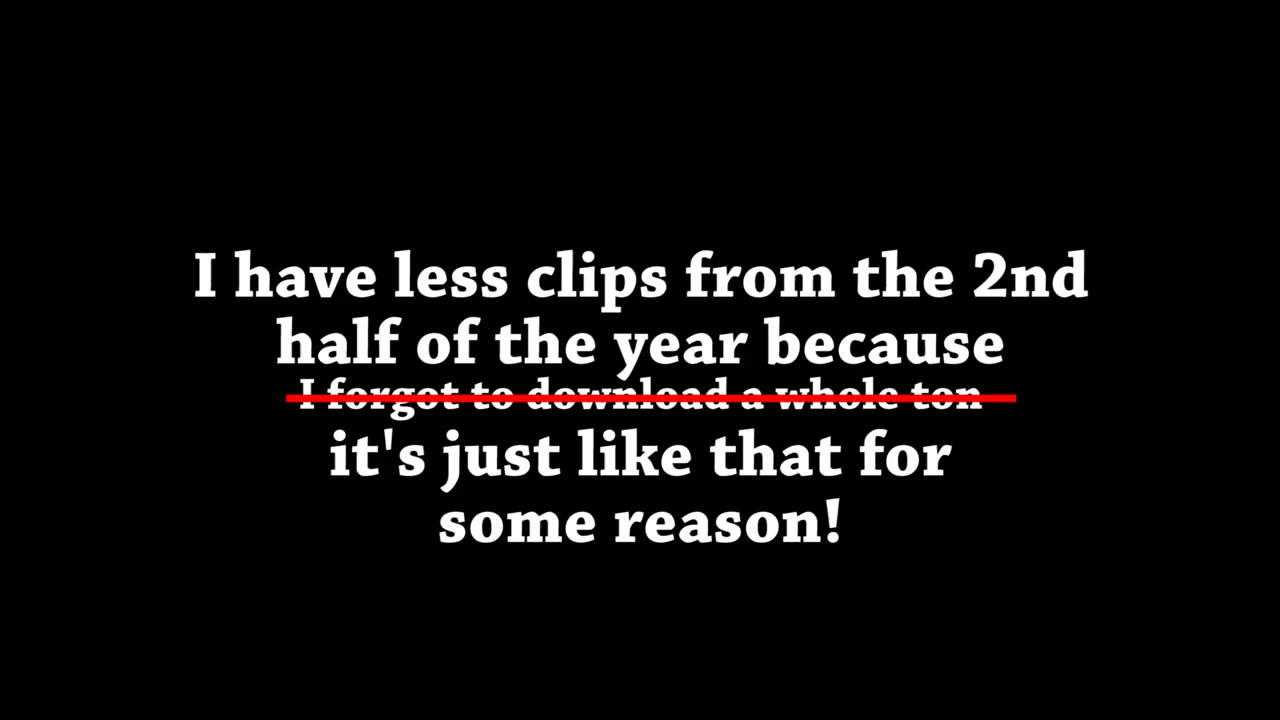 I have less clips from the 2nd
half of the year because
I forgot to download a whole ton
it's just like that for
some reason!